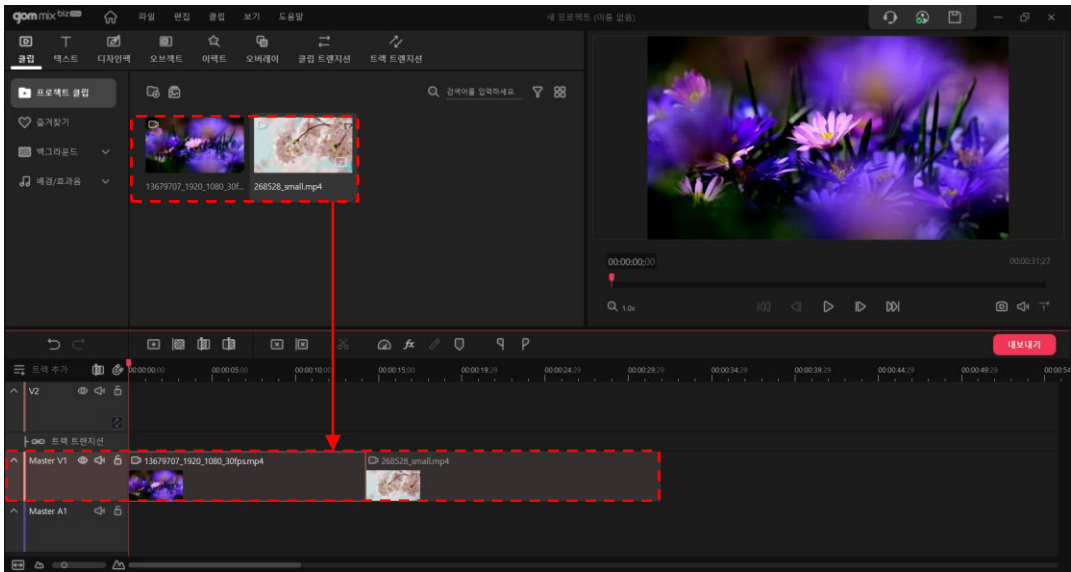 gom mix biz 파일 편집 클립 보기 도움말 새 프로젝트 (이름 없음)
클립 텍스트 디자인팩 오브젝트 이펙트 오버레이 클립 트랜지션 트랙 트랜지션
프로젝트 클립 검색어를 입력하세요.
즐겨찾기
백그라운드
배경/효과음
13679707_1920_1080_30f... 268528_small.mp4
00:00:00;00 00:00:31;27
1.0x
내보내기
트랙 추가 00:00:00;00 00:00:05;00 00:00:10;00 00:00:15;00 00:00:19;29 00:00:24;29 00:00:29;29 00:00:34;29 00:00:39;29 00:00:44;29 00:00:49;29 00:00:54
V2
트랙 트랜지션
Master V1 13679707_1920_1080_30fps.mp4 268528_small.mp4
Master A1